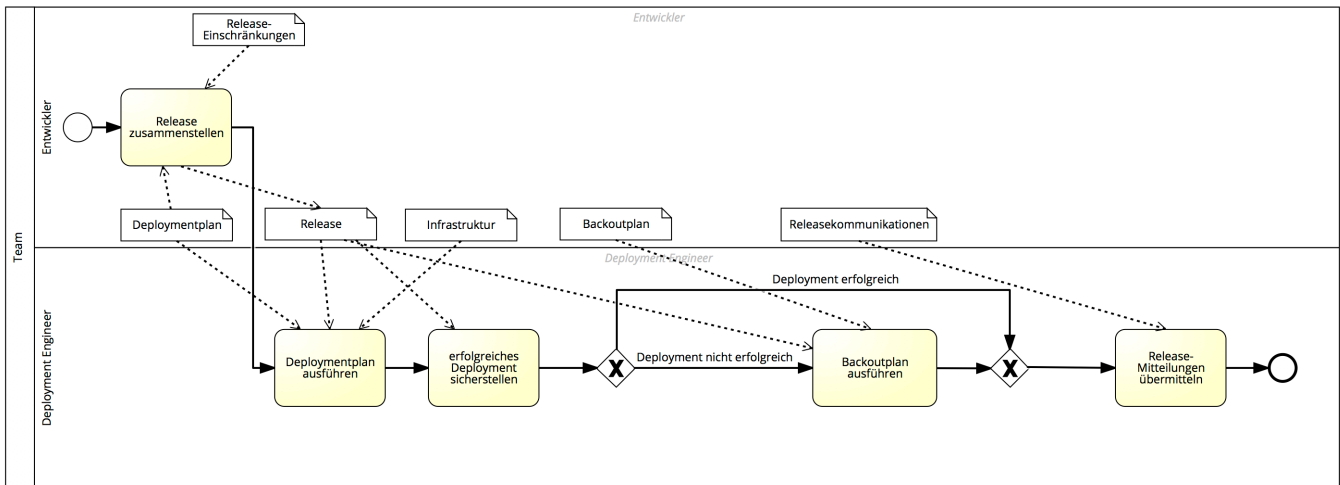 Entwickler
Release-
Einschränkungen
Entwickler
Release
zusammenstellen
Team
Deploymentplan
Release
Infrastruktur
Backoutplan
Releasekommunikationen
Deployment Engineer
Deployment erfolgreich
Deployment Engineer
Deploymentplan
ausführen
erfolgreiches
Deployment
sicherstellen
Deployment nicht erfolgreich
Backoutplan
ausführen
Release-
Mitteilungen
übermitteln